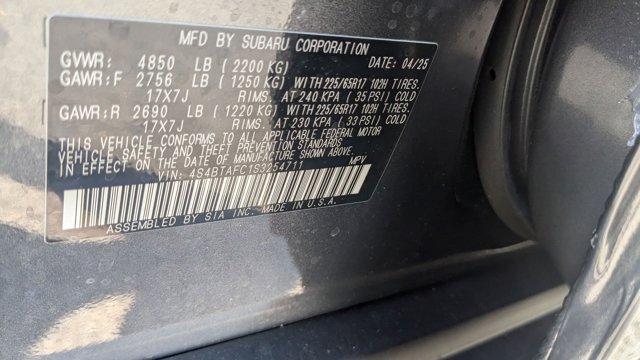 MFD BY SUBARU CORPORATION
GVWR: 4850 LB (2200 KG) DATE: 04/25
GAWR:F 2756 LB (1250 KG) WITH 225/65R17 102H TIRES.
17X7J RIMS. AT 240 KPA (35 PSI) COLD
GAWR:R 2690 LB (1220 KG) WITH 225/65R17 102H TIRES.
17X7J RIMS. AT 230 KPA (33 PSI) COLD
THIS VEHICLE CONFORMS TO ALL APPLICABLE FEDERAL MOTOR
VEHICLE SAFETY AND THEFT PREVENTION STANDARDS
IN EFFECT ON THE DATE OF MANUFACTURE SHOWN ABOVE.
VIN: 4S4BTAFC1S3254711 MPV
ASSEMBLED BY SIA INC. MADE IN U.S.A.